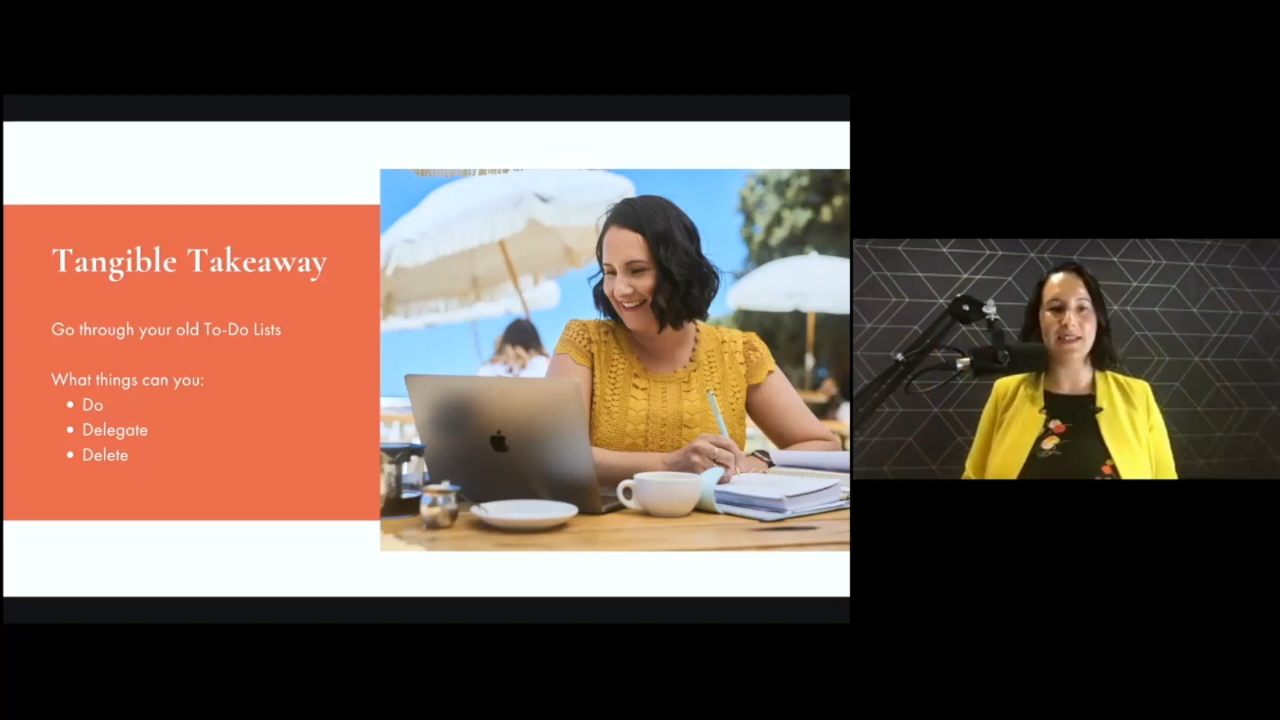 Tangible Takeaway
Go through your old To-Do Lists
What things can you:
• Do
• Delegate
• Delete